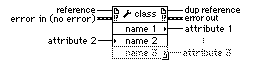 reference
error in (no error)
class
dup reference
error out
name 1
attribute 1
attribute 2
name 2
name 3
attribute 3